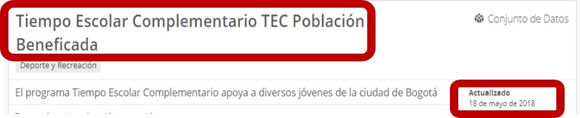 Tiempo Escolar Complementario TEC Población
Beneficada
Conjunto de Datos
Deporte y Recreación
El programa Tiempo Escolar Complementario apoya a diversos jóvenes de la ciudad de Bogotá
Actualizado
18 de mayo de 2018